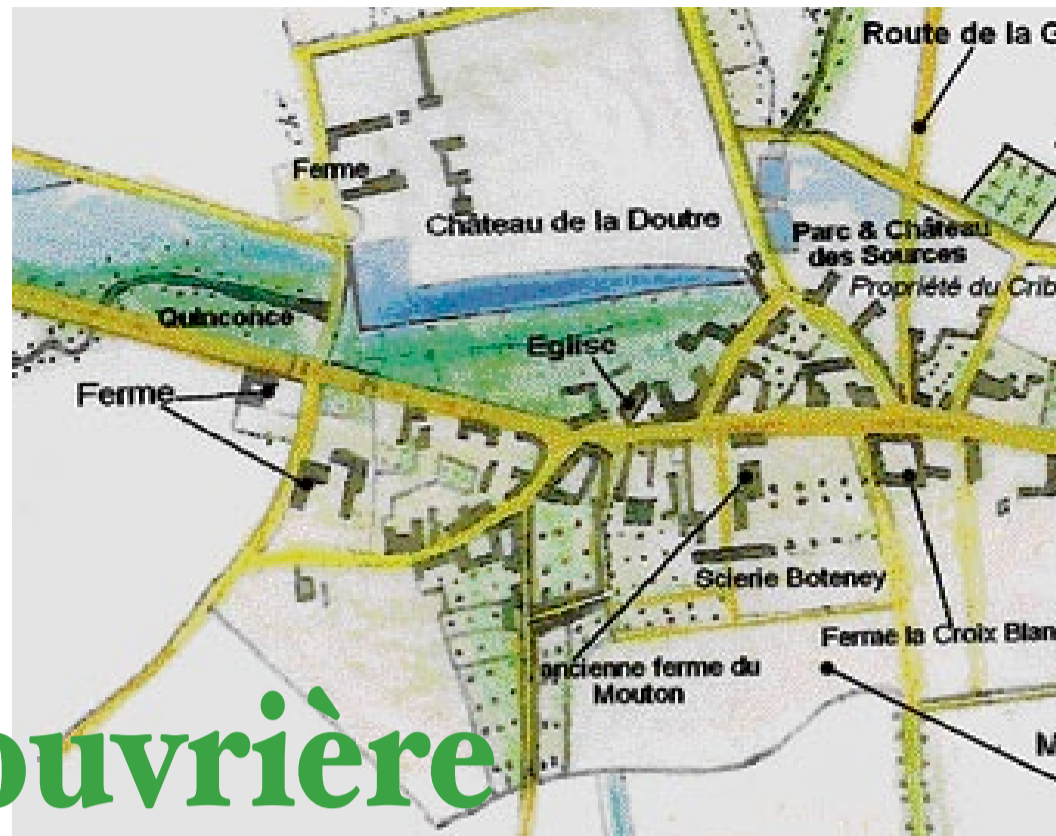 Route de la G
Ferme
Château de la Doutre
Parc & Château
des Sources
Propriété du Crib
Quinconce
Eglise
Ferme
Scierie Boteney
Ferme la Croix Blan
ancienne ferme du
Mouton
M
ouvrière